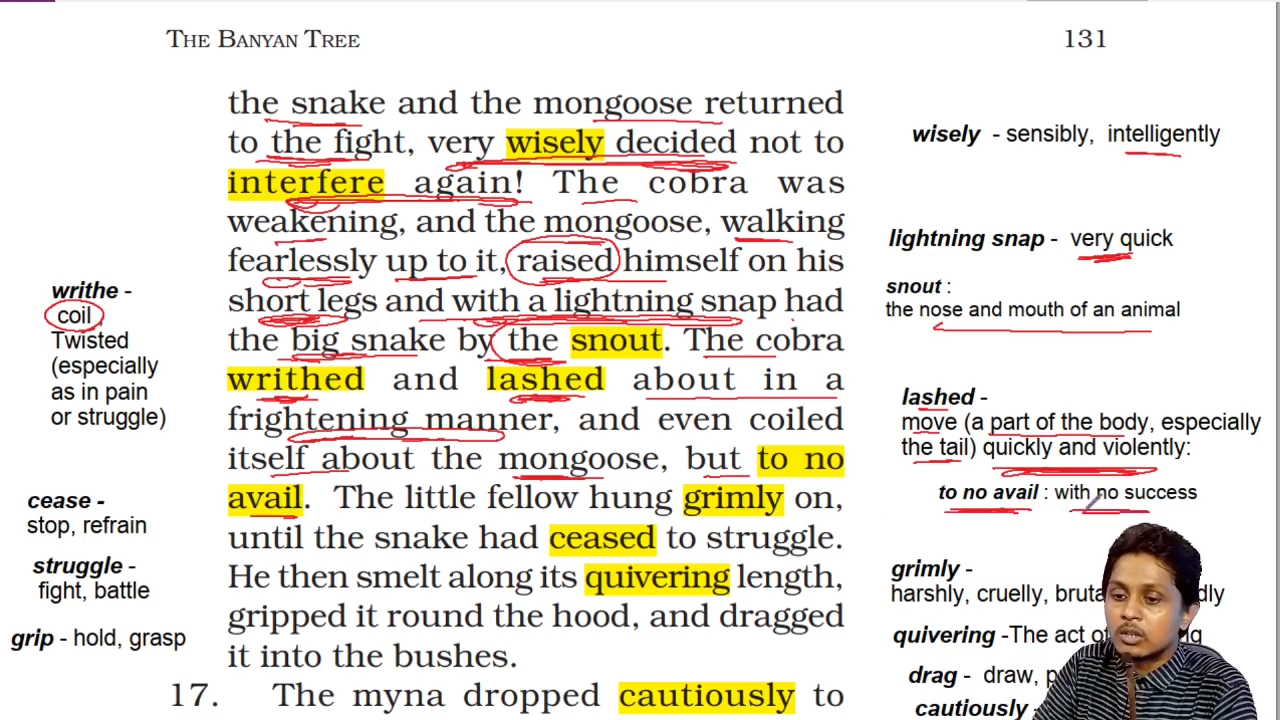 THE BANYAN TREE 131
the snake and the mongoose returned
to the fight, very wisely decided not to
interfere again! The cobra was
weakening, and the mongoose, walking
fearlessly up to it, raised himself on his
short legs and with a lightning snap had
the big snake by the snout. The cobra
writhed and lashed about in a
frightening manner, and even coiled
itself about the mongoose, but to no
avail. The little fellow hung grimly on,
until the snake had ceased to struggle.
He then smelt along its quivering length,
gripped it round the hood, and dragged
it into the bushes.
17. The myna dropped cautiously to
writhe -
coil
Twisted
(especially
as in pain
or struggle)
cease -
stop, refrain
struggle -
fight, battle
grip - hold, grasp
wisely - sensibly, intelligently
lightning snap - very quick
snout :
the nose and mouth of an animal
lashed -
move (a part of the body, especially
the tail) quickly and violently:
to no avail : with no success
grimly -
harshly, cruelly,
quivering -The act of
drag - draw,
cautiously -